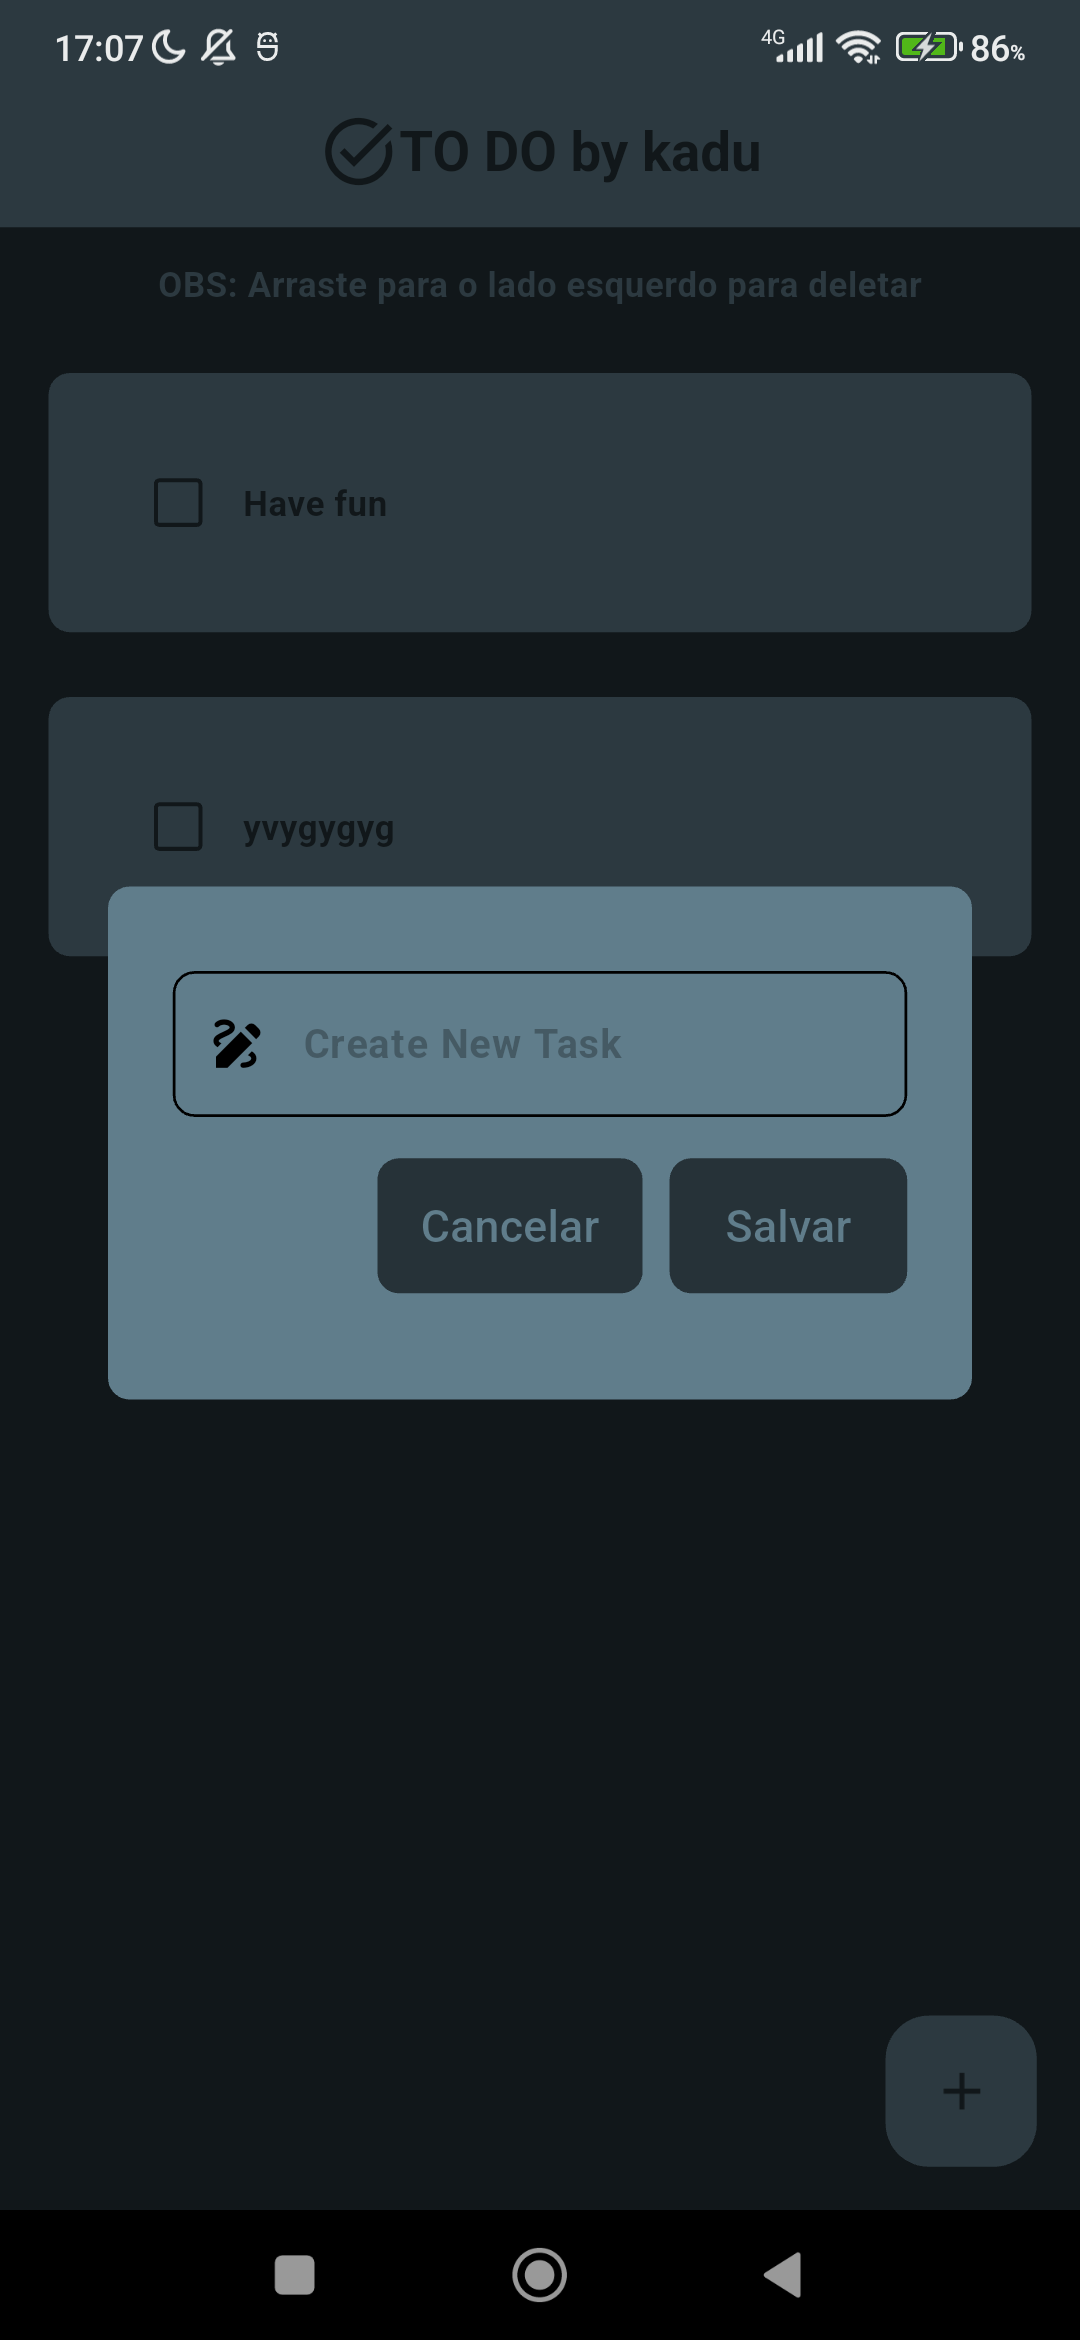 17:07
4G 86%
TO DO by kadu
OBS: Arraste para o lado esquerdo para deletar
Have fun
yvygygyg
Create New Task
Cancelar Salvar